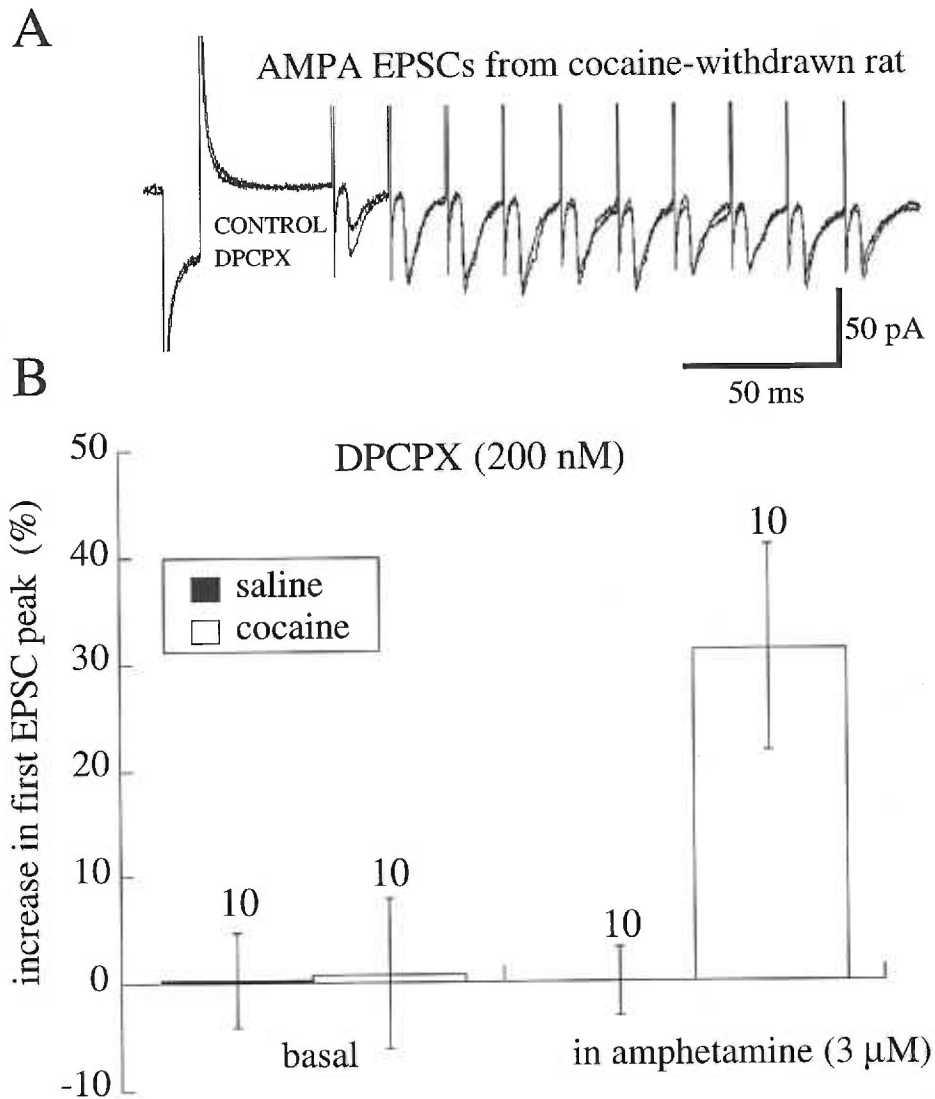 A
AMPA EPSCs from cocaine-withdrawn rat
CONTROL
DPCPX
50 pA
50 ms
B
DPCPX (200 nM)
increase in first EPSC peak (%)
50
40
30
20
10
0
-10
saline
cocaine
10
10
10
10
basal
in amphetamine (3 µM)